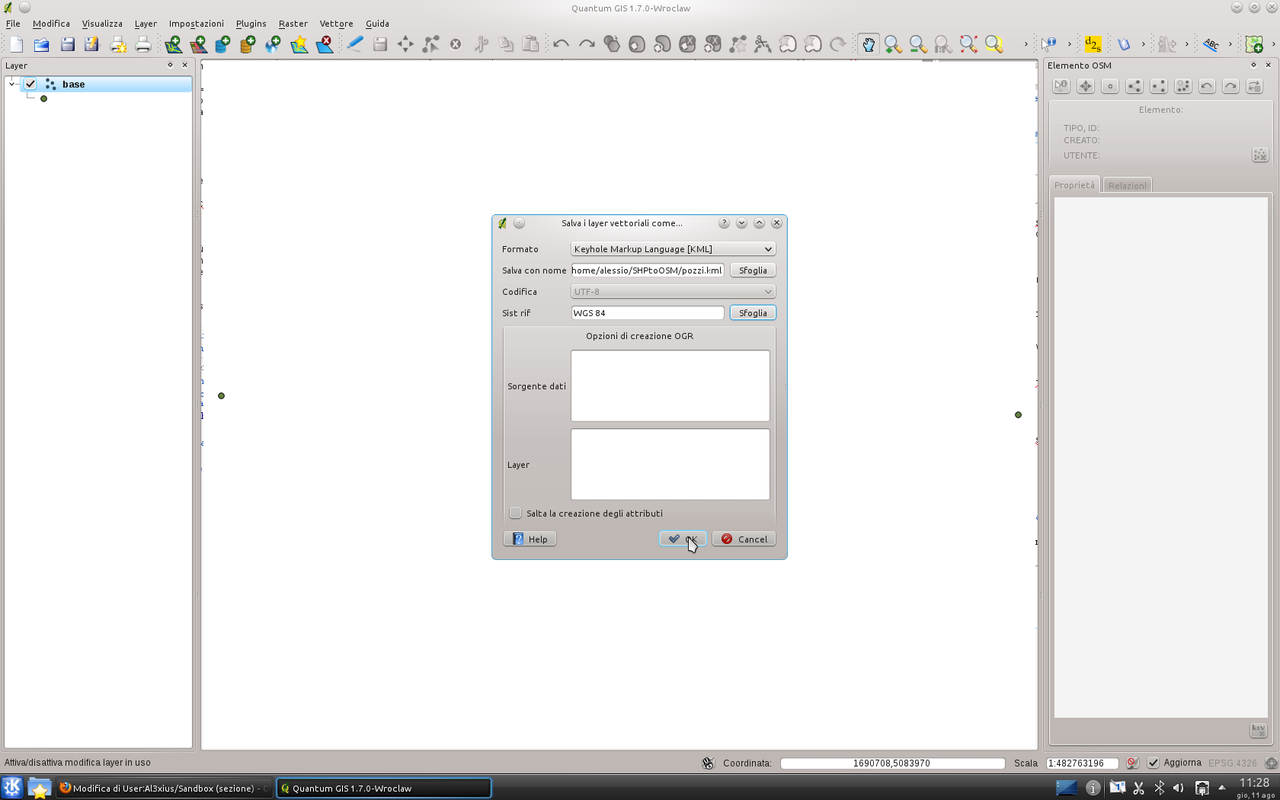 Quantum GIS 1.7.0-Wroclaw
File Modifica Visualizza Layer Impostazioni Plugins Raster Vettore Guida
Layer
base
Elemento OSM
Elemento:
TIPO, ID:
CREATO:
UTENTE:
Proprietà Relazioni
Salva i layer vettoriali come...
Formato Keyhole Markup Language [KML]
Salva con nome home/alessio/SHPtoOSM/pozzi.kml Sfoglia
Codifica UTF-8
Sist rif WGS 84 Sfoglia
Opzioni di creazione OGR
Sorgente dati
Layer
Salta la creazione degli attributi
Help OK Cancel
Attiva/disattiva modifica layer in uso
Coordinata: 1690708,5083970 Scala 1:482763196 Aggiorna EPSG 4326
Modifica di User:Al3xius/Sandbox (sezione) -
Quantum GIS 1.7.0-Wroclaw
11:28
gio, 11 ago